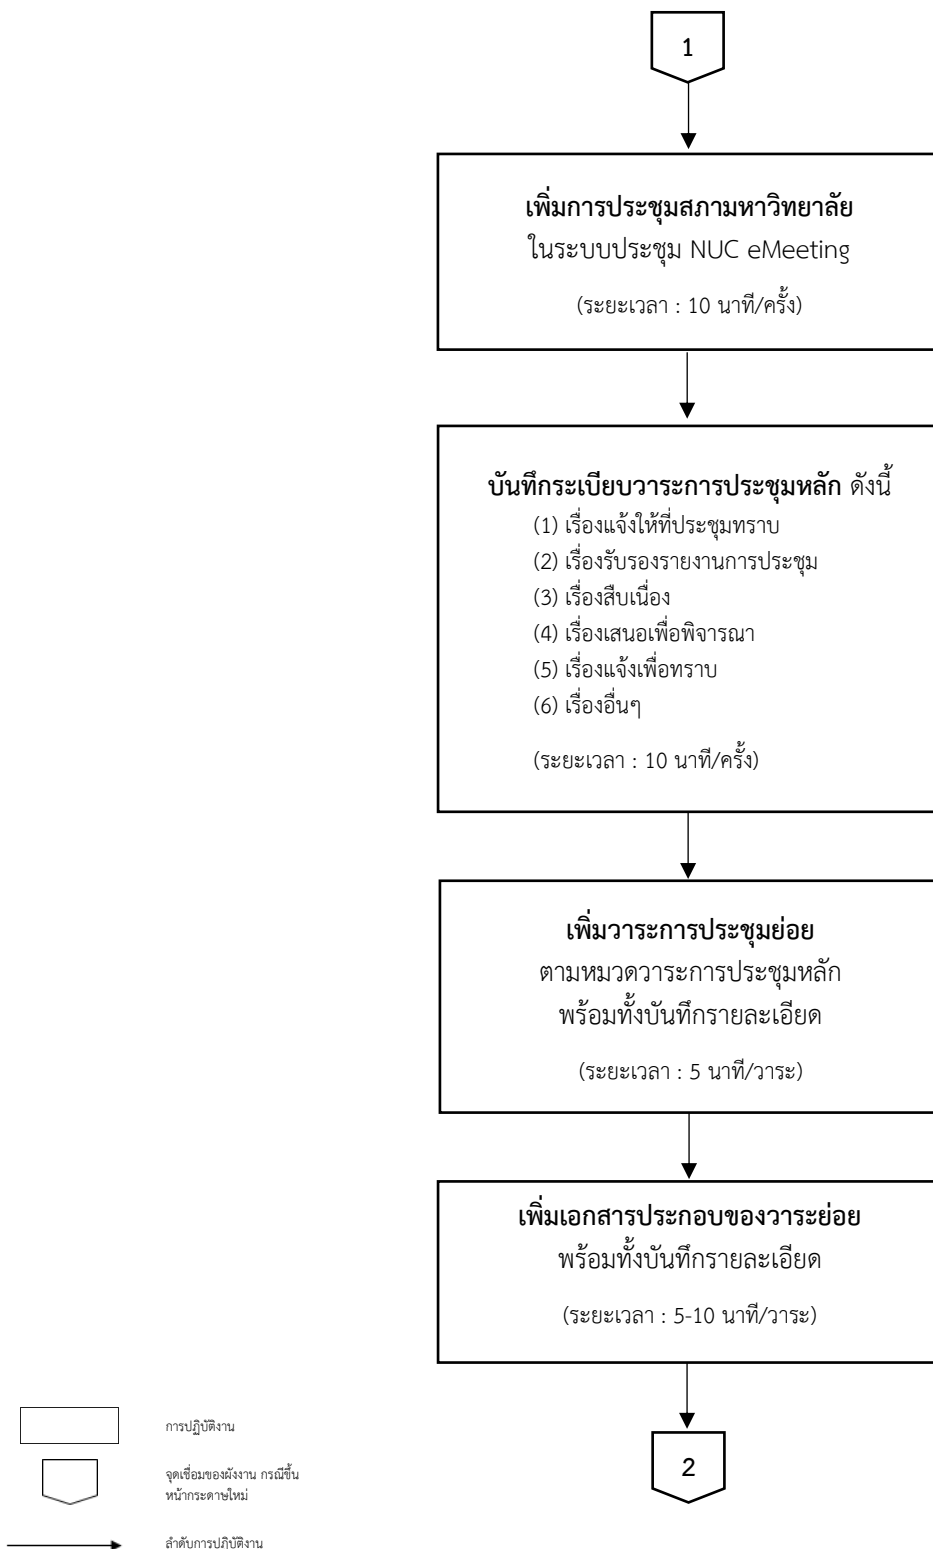 1
เพิ่มการประชุมสภามหาวิทยาลัย
ในระบบประชุม NUC eMeeting
(ระยะเวลา : 10 นาที/ครั้ง)
บันทึกระเบียบวาระการประชุมหลัก ดังนี้
(1) เรื่องแจ้งให้ที่ประชุมทราบ
(2) เรื่องรับรองรายงานการประชุม
(3) เรื่องสืบเนื่อง
(4) เรื่องเสนอเพื่อพิจารณา
(5) เรื่องแจ้งเพื่อทราบ
(6) เรื่องอื่นๆ
(ระยะเวลา : 10 นาที/ครั้ง)
เพิ่มวาระการประชุมย่อย
ตามหมวดวาระการประชุมหลัก
พร้อมทั้งบันทึกรายละเอียด
(ระยะเวลา : 5 นาที/วาระ)
เพิ่มเอกสารประกอบของวาระย่อย
พร้อมทั้งบันทึกรายละเอียด
(ระยะเวลา : 5-10 นาที/วาระ)
2
การปฏิบัติงาน
จุดเชื่อมของผังงาน กรณีขึ้น
หน้ากระดาษใหม่
ลำดับการปฏิบัติงาน